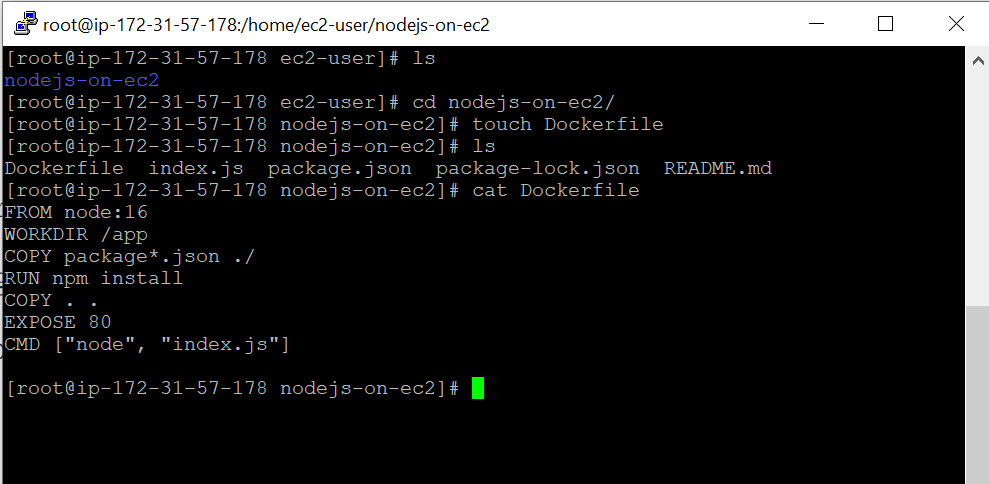 root@ip-172-31-57-178:/home/ec2-user/nodejs-on-ec2
[root@ip-172-31-57-178 ec2-user]# ls
nodejs-on-ec2
[root@ip-172-31-57-178 ec2-user]# cd nodejs-on-ec2/
[root@ip-172-31-57-178 nodejs-on-ec2]# touch Dockerfile
[root@ip-172-31-57-178 nodejs-on-ec2]# ls
Dockerfile  index.js  package.json  package-lock.json  README.md
[root@ip-172-31-57-178 nodejs-on-ec2]# cat Dockerfile
FROM node:16
WORKDIR /app
COPY package*.json ./
RUN npm install
COPY . .
EXPOSE 80
CMD ["node", "index.js"]
[root@ip-172-31-57-178 nodejs-on-ec2]#